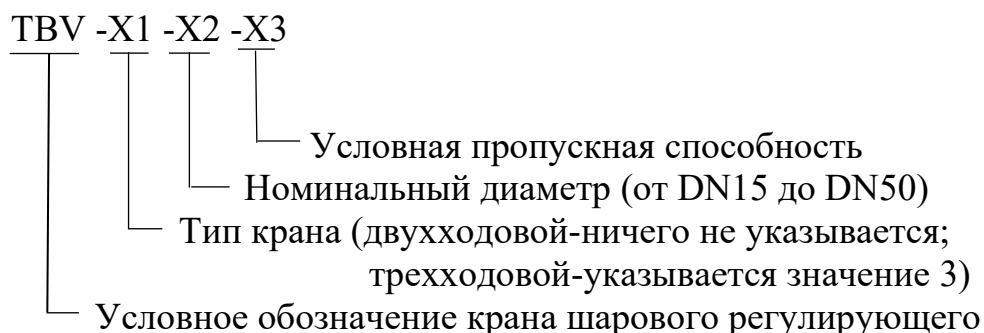 TBV -X1 -X2 -X3
Условная пропускная способность
Номинальный диаметр (от DN15 до DN50)
Тип крана (двухходовой-ничего не указывается;
трехходовой-указывается значение 3)
Условное обозначение крана шарового регулирующего